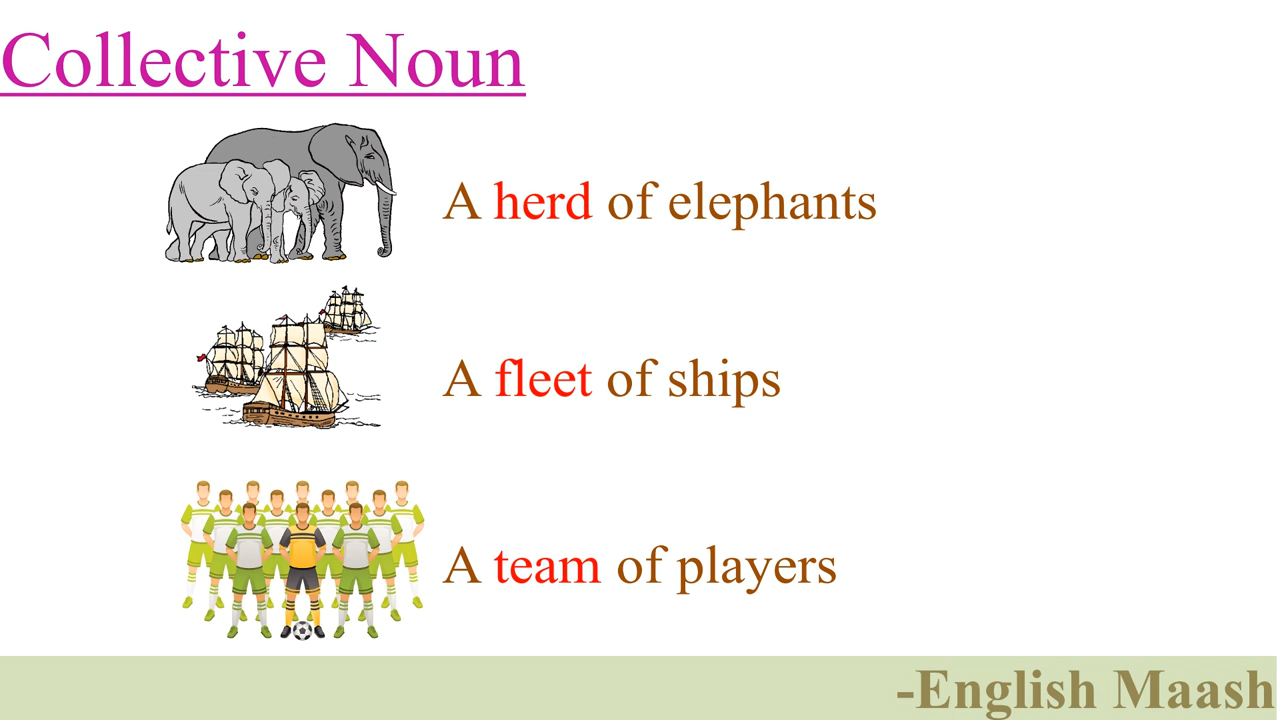 Collective Noun
A herd of elephants
A fleet of ships
A team of players
-English Maash